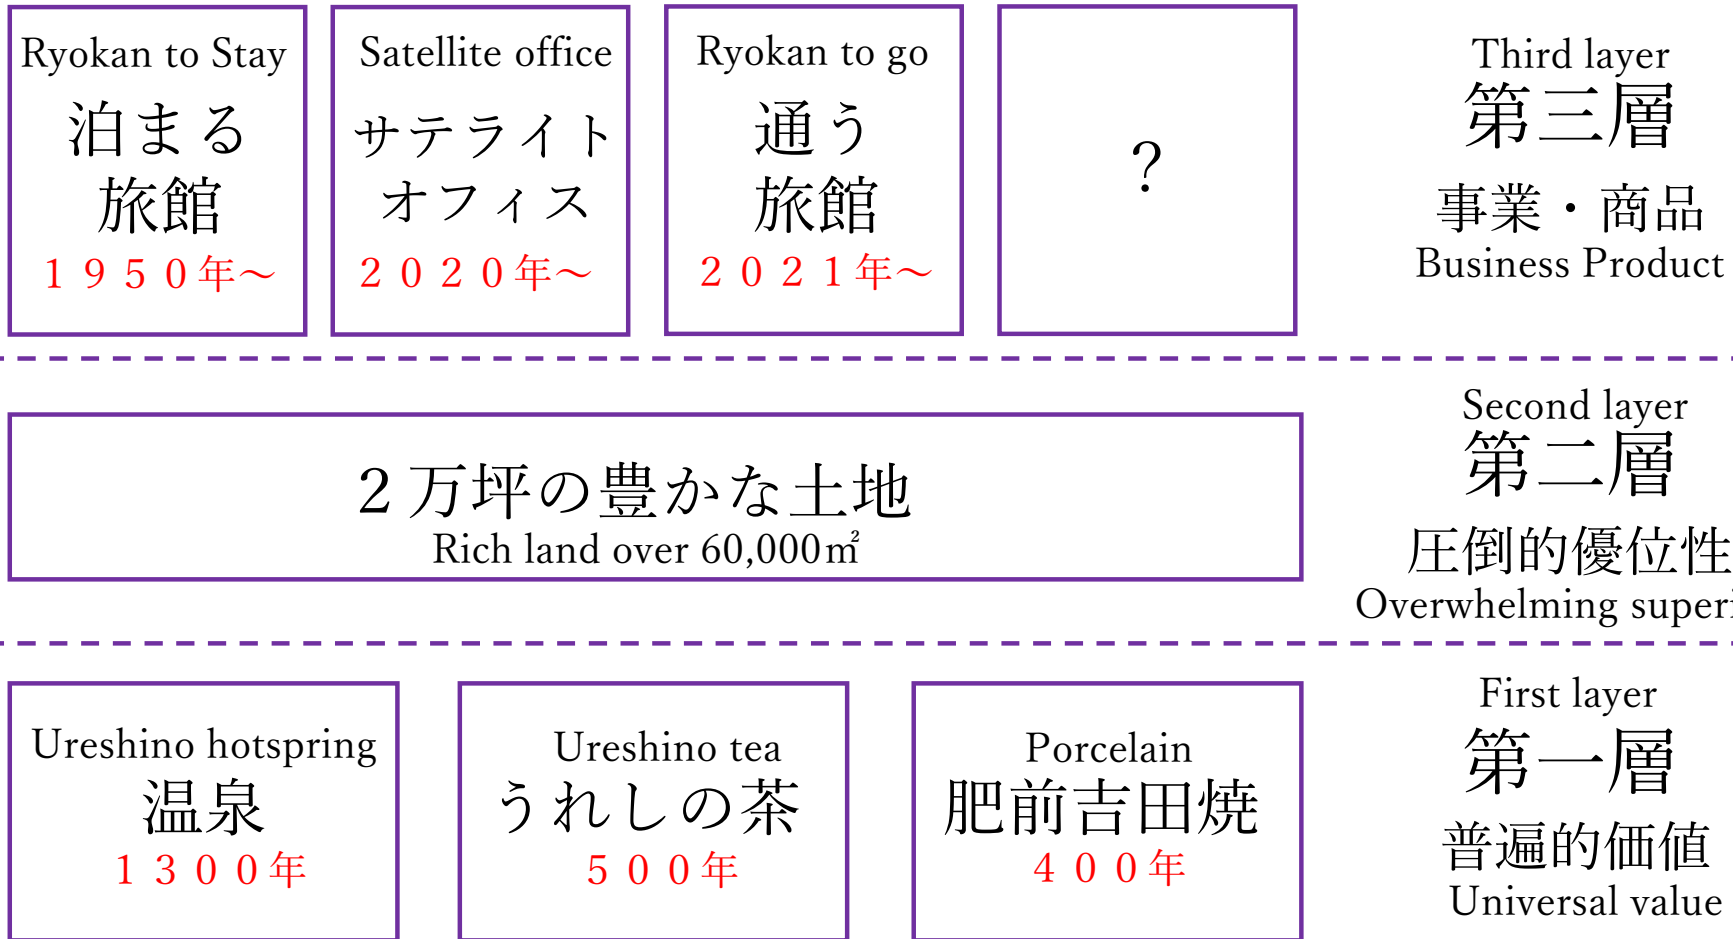 Ryokan to Stay
泊まる
旅館
１９５０年～
Satellite office
サテライト
オフィス
２０２０年～
Ryokan to go
通う
旅館
２０２１年～
？
Third layer
第三層
事業・商品
Business Product
２万坪の豊かな土地
Rich land over 60,000㎡
Second layer
第二層
圧倒的優位性
Overwhelming
Ureshino hotspring
温泉
１３００年
Ureshino tea
うれしの茶
５００年
Porcelain
肥前吉田焼
４００年
First layer
第一層
普遍的価値
Universal value